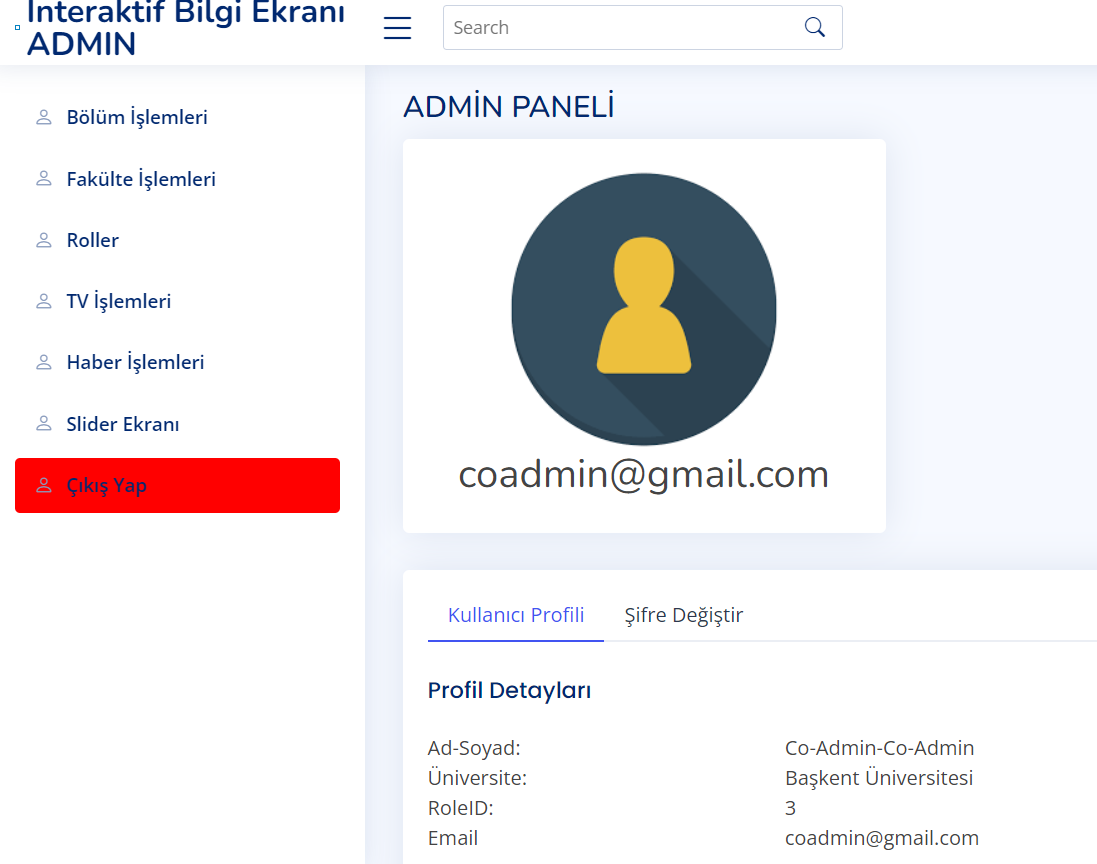 İnteraktif Bilgi Ekranı
ADMIN
Search
Bölüm İşlemleri
Fakülte İşlemleri
Roller
TV İşlemleri
Haber İşlemleri
Slider Ekranı
Çıkış Yap
ADMİN PANELİ
coadmin@gmail.com
Kullanıcı Profili
Şifre Değiştir
Profil Detayları
Ad-Soyad: Co-Admin-Co-Admin
Üniversite: Başkent Üniversitesi
RoleID: 3
Email coadmin@gmail.com